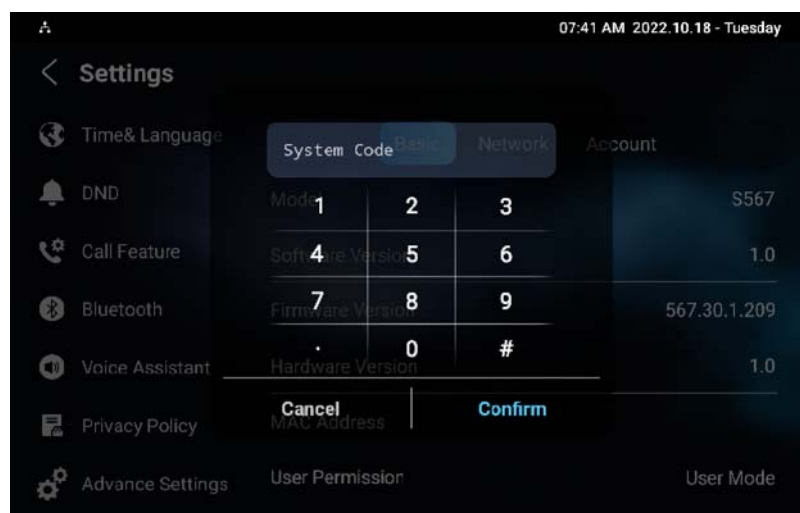 07:41 AM 2022.10.18 - Tuesday
Settings
Time& Language
DND
Call Feature
Bluetooth
Voice Assistant
Privacy Policy
Advance Settings
System Code
Basic Network Account
1 2 3
4 5 6
7 8 9
. 0 #
Cancel Confirm
Model S567
Software Version 1.0
Firmware Version 567.30.1.209
Hardware Version 1.0
MAC Address
User Permission User Mode